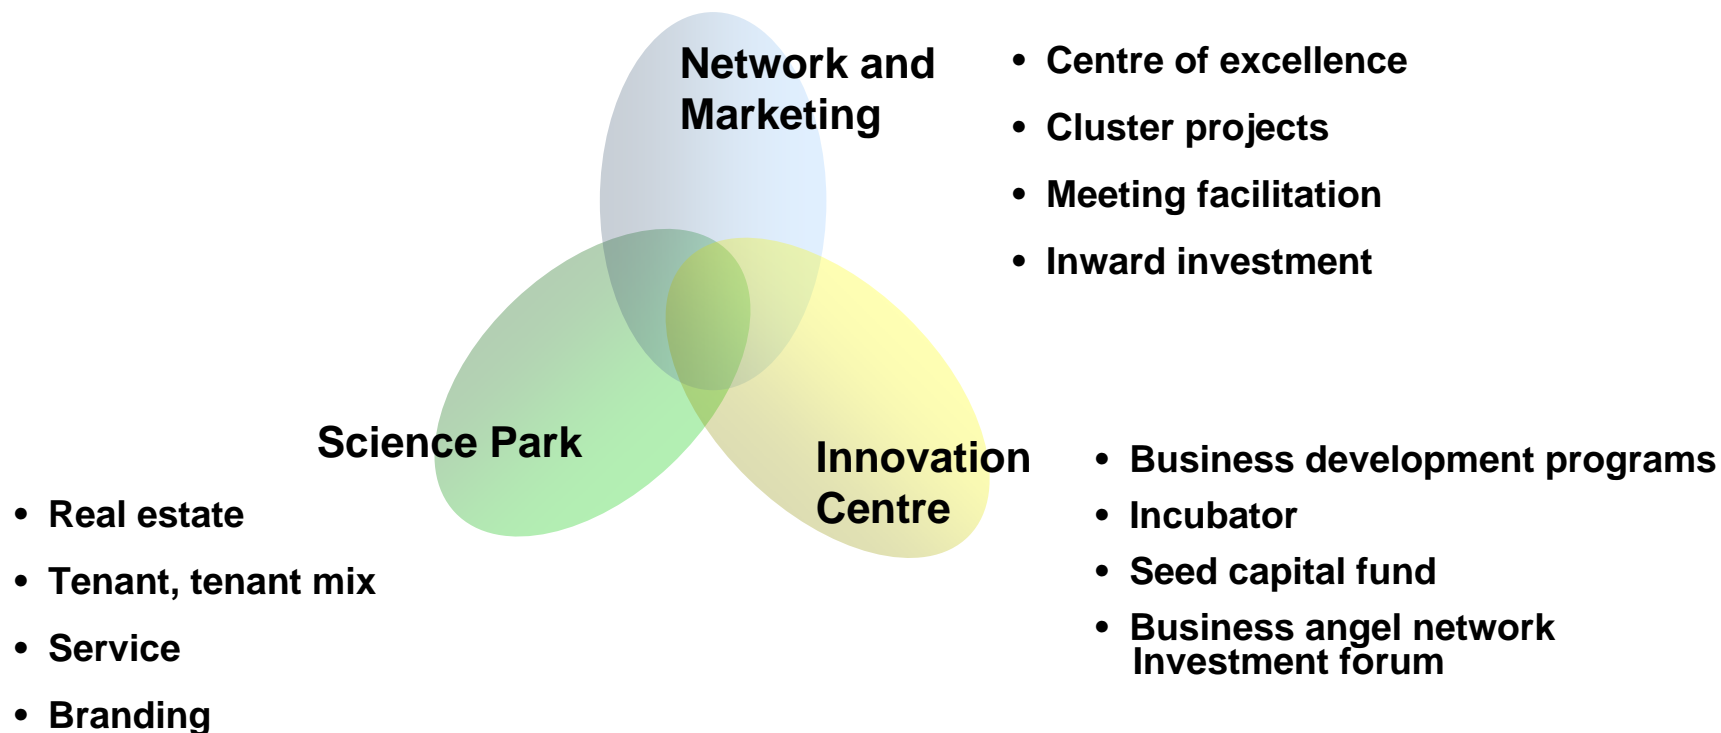 Network and
Marketing
• Centre of excellence
• Cluster projects
• Meeting facilitation
• Inward investment
Science Park
• Real estate
• Tenant, tenant mix
• Service
• Branding
Innovation
Centre
• Business development programs
• Incubator
• Seed capital fund
• Business angel network
Investment forum